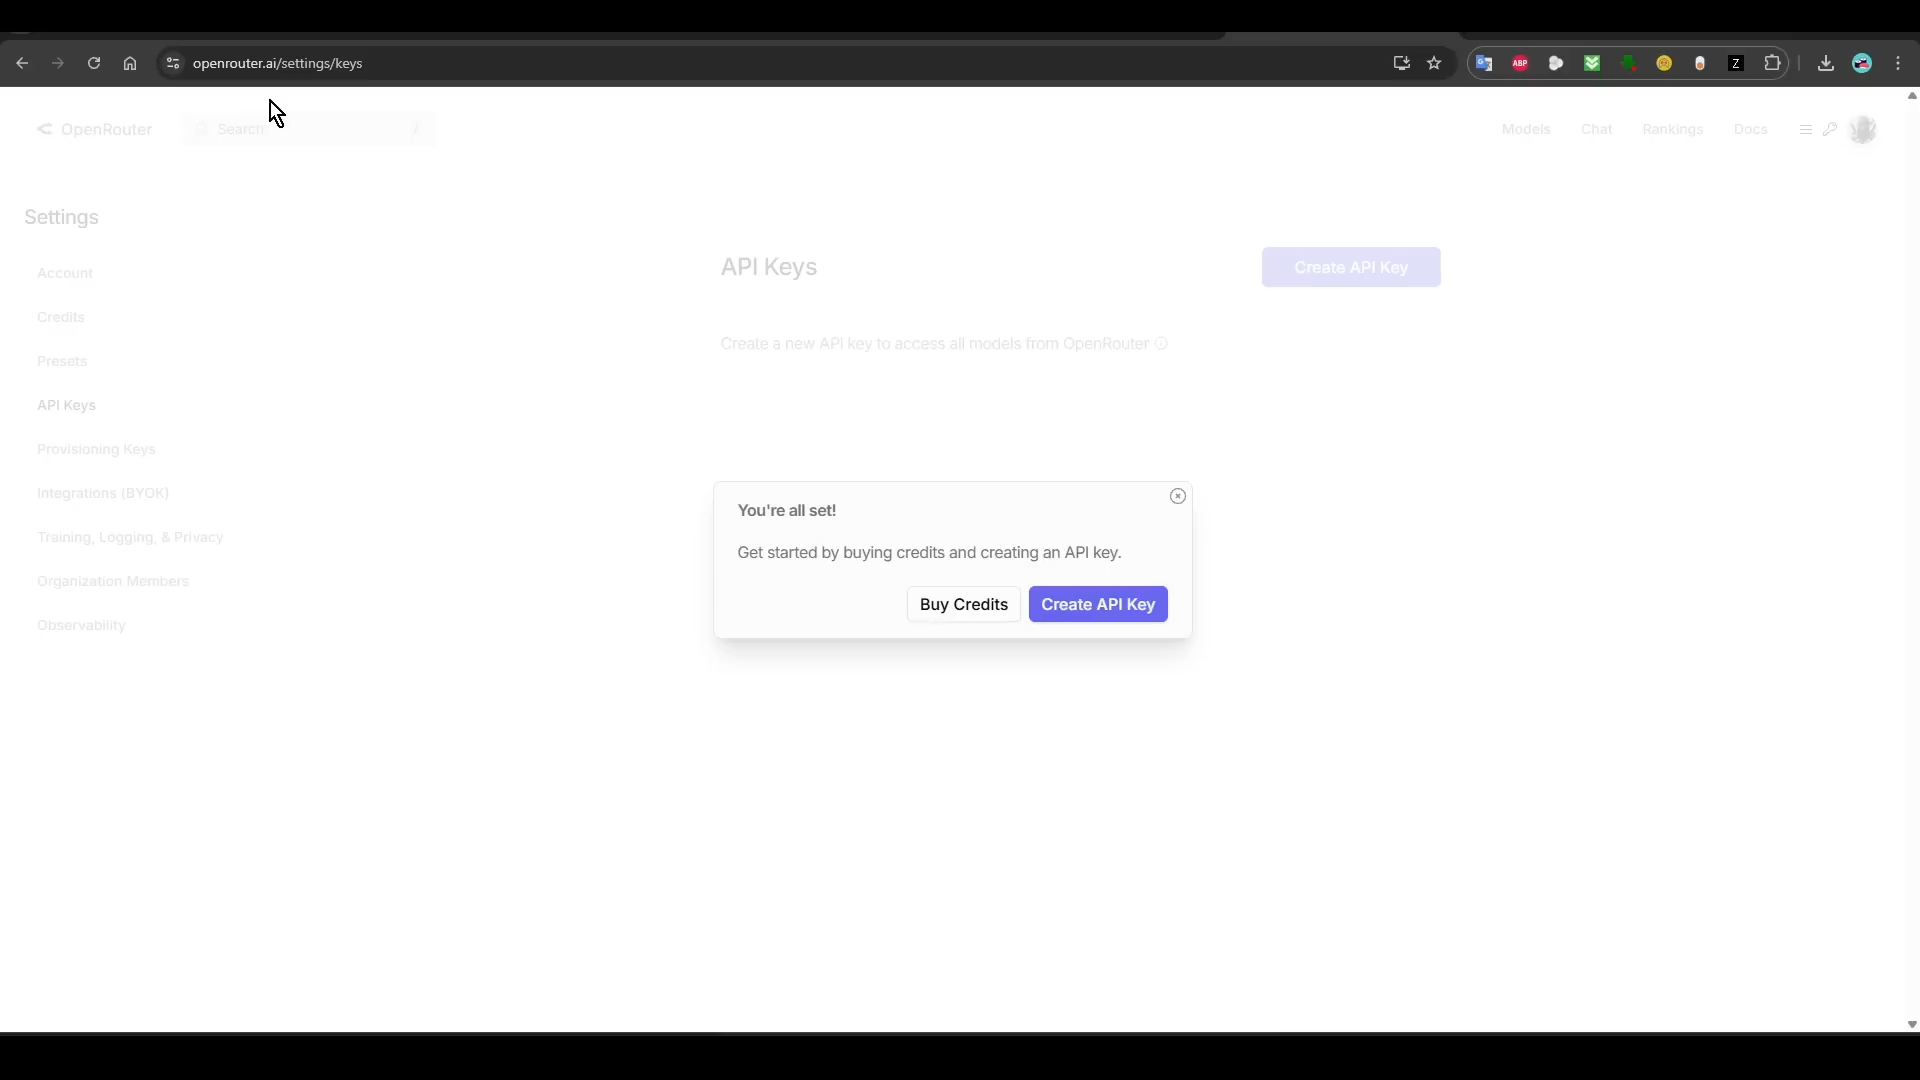 openrouter.ai/settings/keys
ABP
Z
OpenRouter
Search
/
Models
Chat
Rankings
Docs
Settings
Account
Credits
Presets
API Keys
Provisioning Keys
Integrations (BYOK)
Training, Logging, & Privacy
Organization Members
Observability
API Keys
Create API Key
Create a new API key to access all models from OpenRouter
You're all set!
Get started by buying credits and creating an API key.
Buy Credits
Create API Key